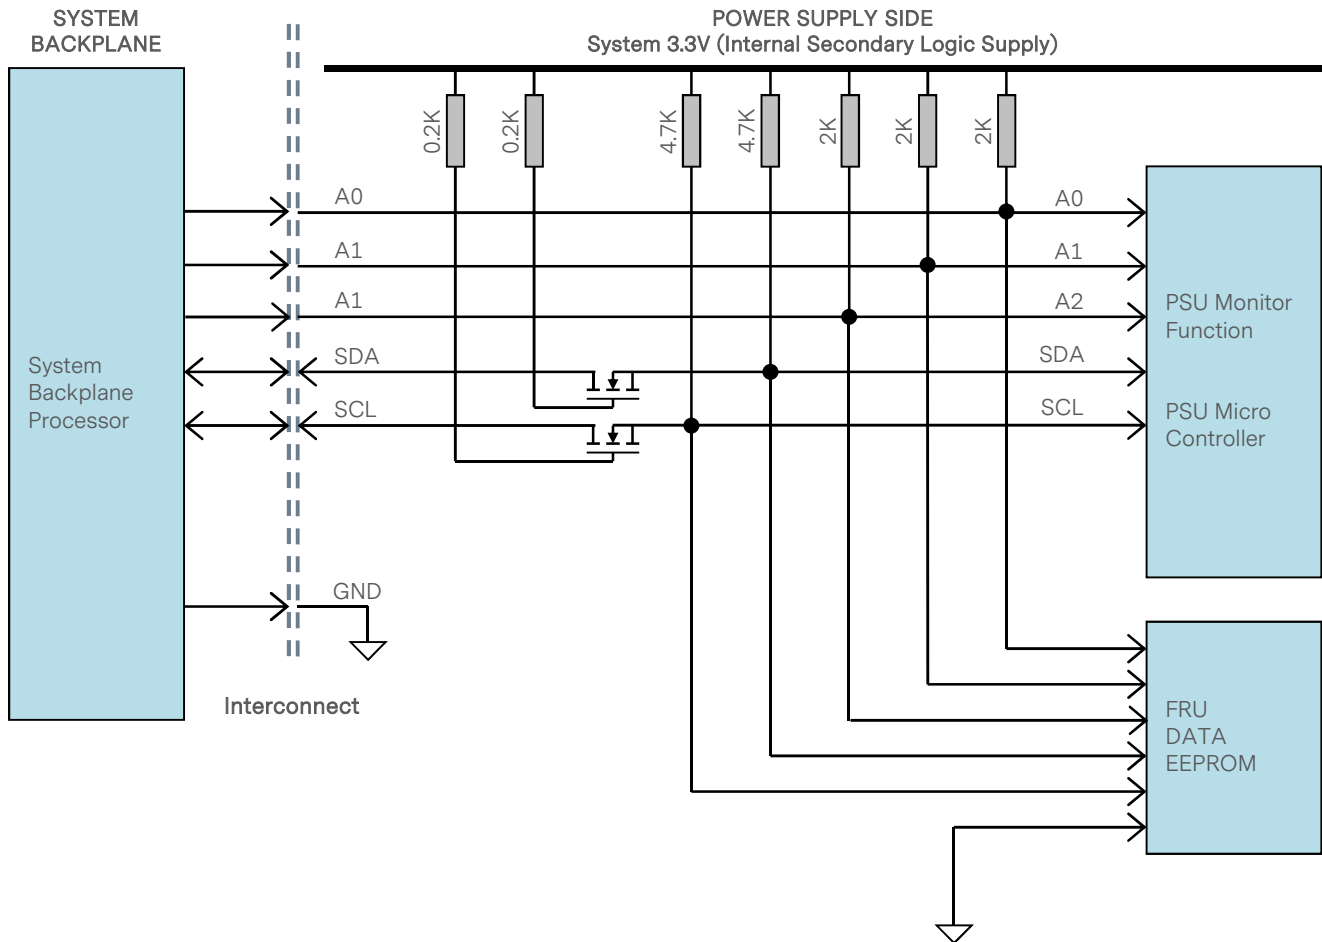 SYSTEM
BACKPLANE
POWER SUPPLY SIDE
System 3.3V (Internal Secondary Logic Supply)
0.2K
0.2K
4.7K
4.7K
2K
2K
2K
A0
A0
A1
A1
A1
A2
SDA
SDA
SCL
SCL
System
Backplane
Processor
PSU Monitor
Function
PSU Micro
Controller
GND
Interconnect
FRU
DATA
EEPROM